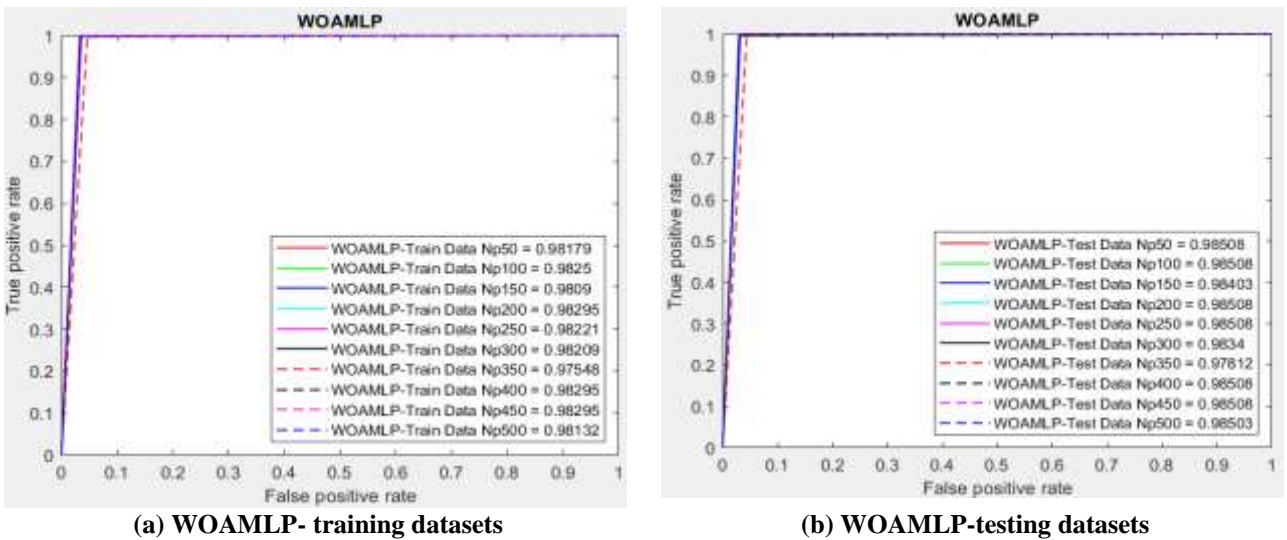 WOAMLP
1
0.9
0.8
0.7
0.6
0.5
0.4
0.3
0.2
0.1
0
True positive rate
WOAMLP-Train Data Np50 = 0.98179
WOAMLP-Train Data Np100 = 0.9825
WOAMLP-Train Data Np150 = 0.9809
WOAMLP-Train Data Np200 = 0.98295
WOAMLP-Train Data Np250 = 0.98221
WOAMLP-Train Data Np300 = 0.98209
WOAMLP-Train Data Np350 = 0.97548
WOAMLP-Train Data Np400 = 0.98295
WOAMLP-Train Data Np450 = 0.98295
WOAMLP-Train Data Np500 = 0.98132
0 0.1 0.2 0.3 0.4 0.5 0.6 0.7 0.8 0.9 1
False positive rate
(a) WOAMLP- training datasets
WOAMLP
1
0.9
0.8
0.7
0.6
0.5
0.4
0.3
0.2
0.1
0
True positive rate
WOAMLP-Test Data Np50 = 0.98508
WOAMLP-Test Data Np100 = 0.98508
WOAMLP-Test Data Np150 = 0.98403
WOAMLP-Test Data Np200 = 0.98508
WOAMLP-Test Data Np250 = 0.98508
WOAMLP-Test Data Np300 = 0.9834
WOAMLP-Test Data Np350 = 0.97812
WOAMLP-Test Data Np400 = 0.98508
WOAMLP-Test Data Np450 = 0.98508
WOAMLP-Test Data Np500 = 0.98503
0 0.1 0.2 0.3 0.4 0.5 0.6 0.7 0.8 0.9 1
False positive rate
(b) WOAMLP-testing datasets